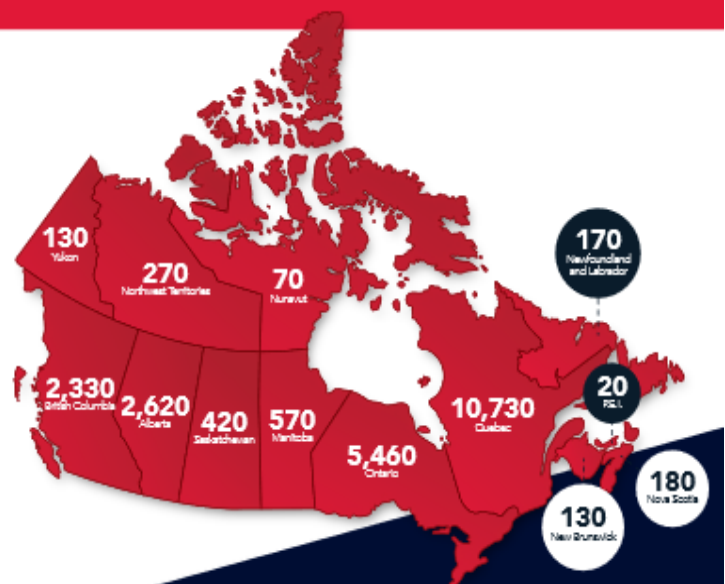 130
Yukon
270
Northwest Territories
70
Nunavut
170
Newfoundland
and Labrador
2,330
British Columbia
2,620
Alberta
420
Saskatchewan
570
Manitoba
5,460
Ontario
10,730
Quebec
20
P.E.I.
180
Nova Scotia
130
New Brunswick